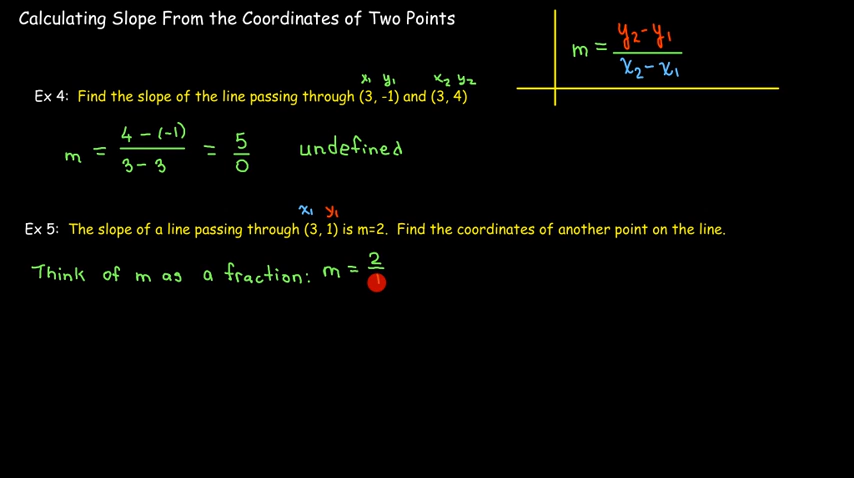 Calculating Slope From the Coordinates of Two Points
m = y₂ - y₁ / x₂ - x₁
x₁ y₁ x₂ y₂
Ex 4: Find the slope of the line passing through (3, -1) and (3, 4)
m = 4 - (-1) / 3 - 3 = 5 / 0 undefined
x₁ y₁
Ex 5: The slope of a line passing through (3, 1) is m=2. Find the coordinates of another point on the line.
Think of m as a fraction: m = 2 / 1